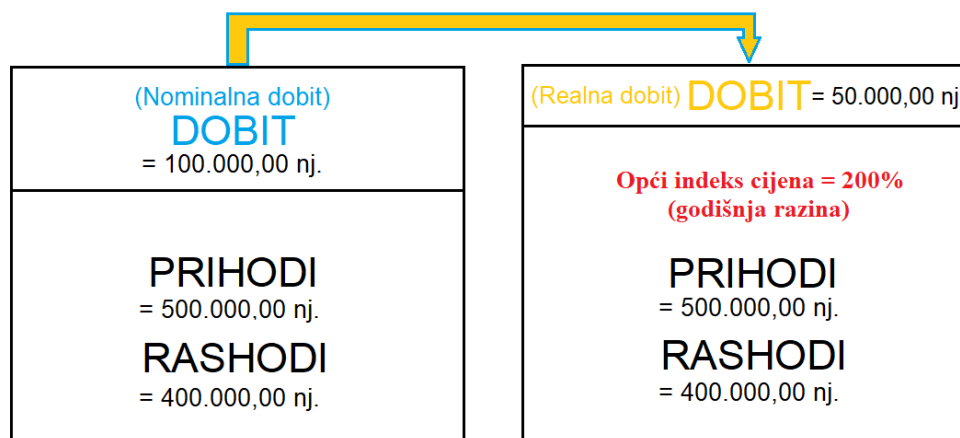 (Nominalna dobit)
DOBIT
= 100.000,00 nj.
PRIHODI
= 500.000,00 nj.
RASHODI
= 400.000,00 nj.
(Realna dobit) DOBIT = 50.000,00 nj
Opći indeks cijena = 200%
(godišnja razina)
PRIHODI
= 500.000,00 nj.
RASHODI
= 400.000,00 nj.